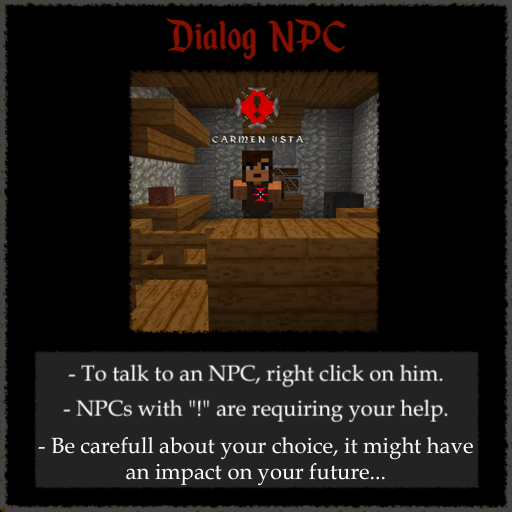 Dialog NPC
!
CARMEN USTA
- To talk to an NPC, right click on him.
- NPCs with "!" are requiring your help.
- Be carefull about your choice, it might have
an impact on your future...